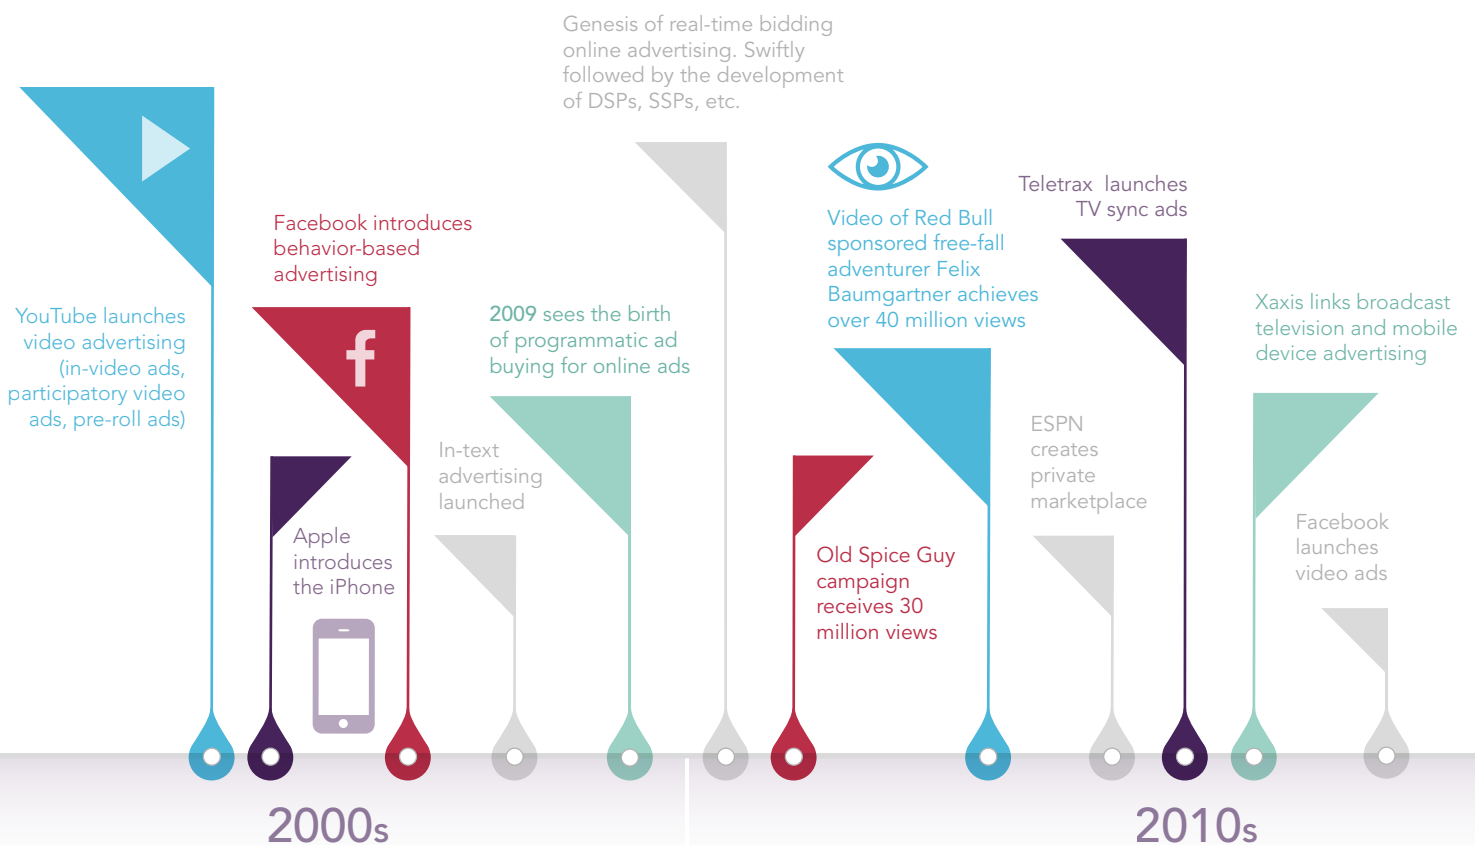 Genesis of real-time bidding
online advertising. Swiftly
followed by the development
of DSPs, SSPs, etc.
YouTube launches
video advertising
(in-video ads,
participatory video
ads, pre-roll ads)
Apple
introduces
the iPhone
Facebook introduces
behavior-based
advertising
f
In-text
advertising
launched
2009 sees the birth
of programmatic ad
buying for online ads
Old Spice Guy
campaign
receives 30
million views
Video of Red Bull
sponsored free-fall
adventurer Felix
Baumgartner achieves
over 40 million views
ESPN
creates
private
marketplace
Teletrax launches
TV sync ads
Xaxis links broadcast
television and mobile
device advertising
Facebook
launches
video ads
2000s
2010s